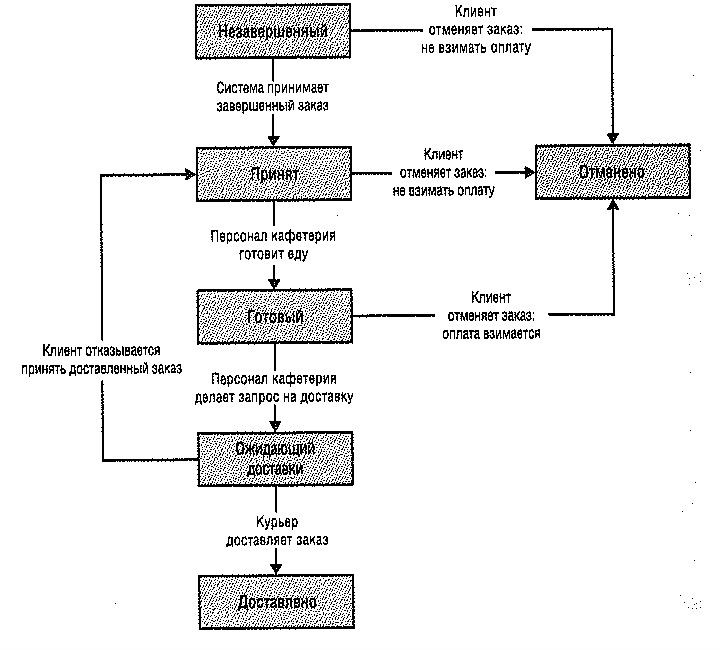 Незавершенный
Клиент
отменяет заказ:
не взимать оплату
Система принимает
завершенный заказ
Принят
Клиент
отменяет заказ:
не взимать оплату
Отменено
Персонал кафетерия
готовит еду
Готовый
Клиент
отменяет заказ:
оплата взимается
Клиент отказывается
принять доставленный заказ
Персонал кафетерия
делает запрос на доставку
Ожидающий
доставки
Курьер
доставляет заказ
Доставлено